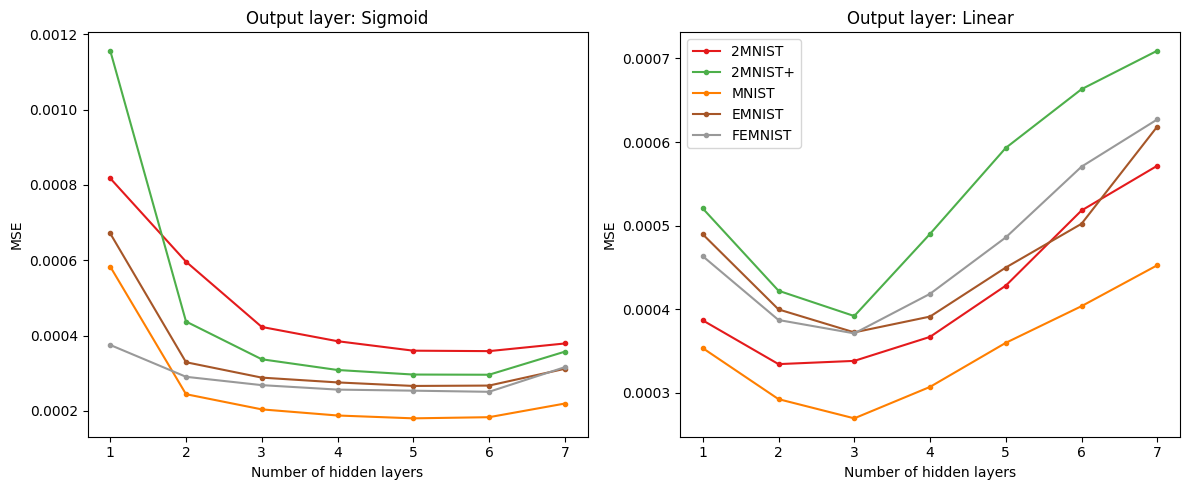 Output layer: Sigmoid
0.0012
0.0010
0.0008
0.0006
0.0004
0.0002
MSE
1 2 3 4 5 6 7
Number of hidden layers
Output layer: Linear
2MNIST
2MNIST+
MNIST
EMNIST
FEMNIST
0.0007
0.0006
0.0005
0.0004
0.0003
MSE
1 2 3 4 5 6 7
Number of hidden layers